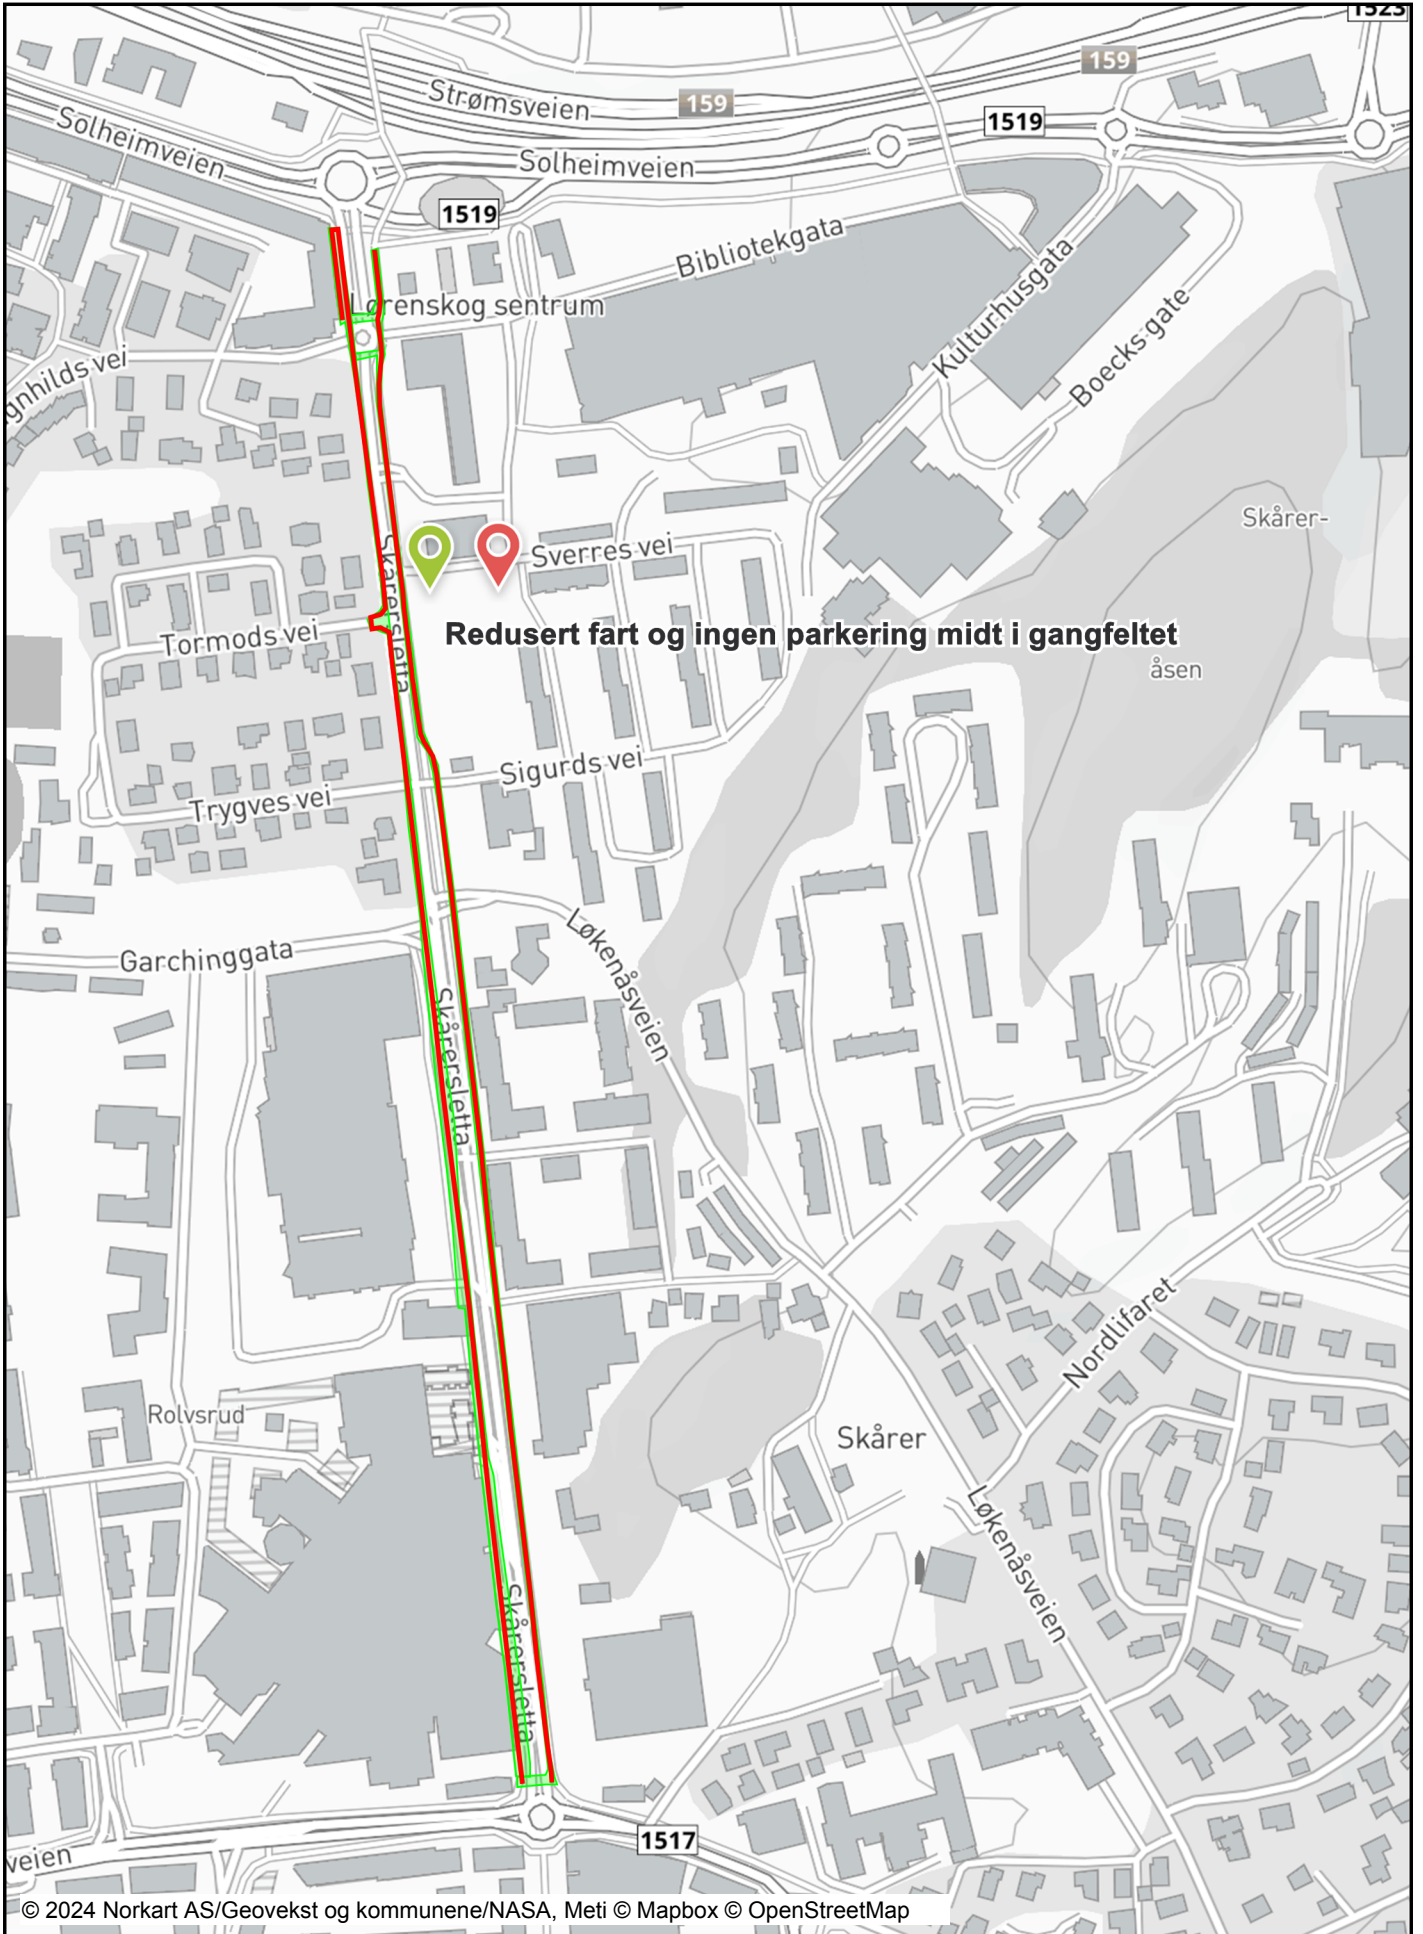 1523
159
Strømsveien
159
1519
Solheimveien
Solheimveien
1519
Bibliotekgata
Lørenskog sentrum
Kulturhusgata
Boecks gate
gnhilds vei
Skårer-
åsen
Sverres vei
Skårersletta
Tormods vei
Redusert fart og ingen parkering midt i gangfeltet
Sigurds vei
Trygves vei
Løkenåsveien
Garchinggata
Skårersletta
Nordlifaret
Rolvsrud
Skårer
Løkenåsveien
Skårersletta
1517
veien
© 2024 Norkart AS/Geovekst og kommunene/NASA, Meti © Mapbox © OpenStreetMap